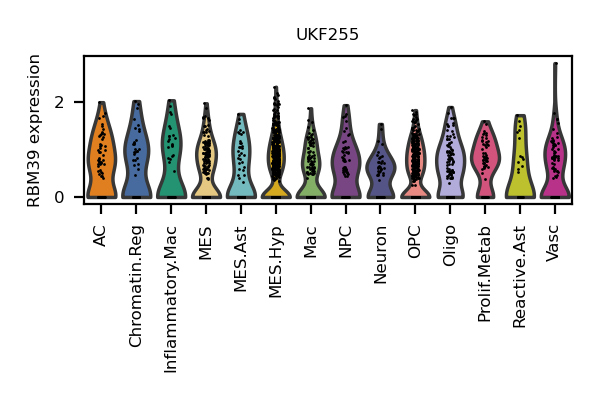 UKF255
RBM39 expression
2
0
AC
Chromatin.Reg
Inflammatory.Mac
MES
MES.Ast
MES.Hyp
Mac
NPC
Neuron
OPC
Oligo
Prolif.Metab
Reactive.Ast
Vasc